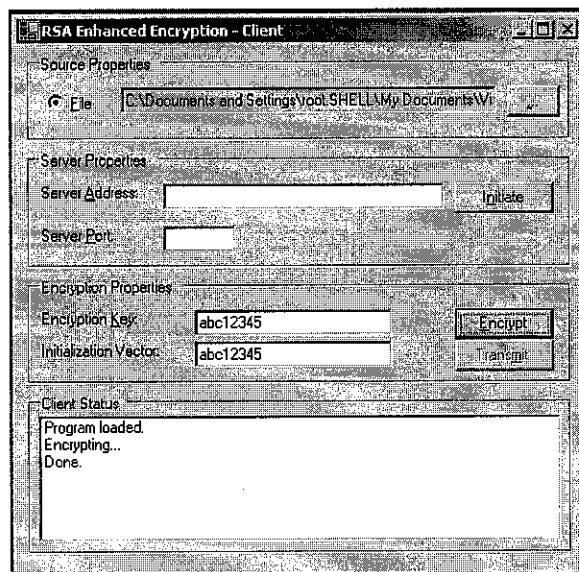 RSA Enhanced Encryption - Client
Source Properties
File C:\Documents and Settings\root.SHELL\My Documents\Vi ...
Server Properties
Server Address: Initiate
Server Port:
Encryption Properties
Encryption Key: abc12345 Encrypt
Initialization Vector: abc12345 Transmit
Client Status
Program loaded.
Encrypting...
Done.